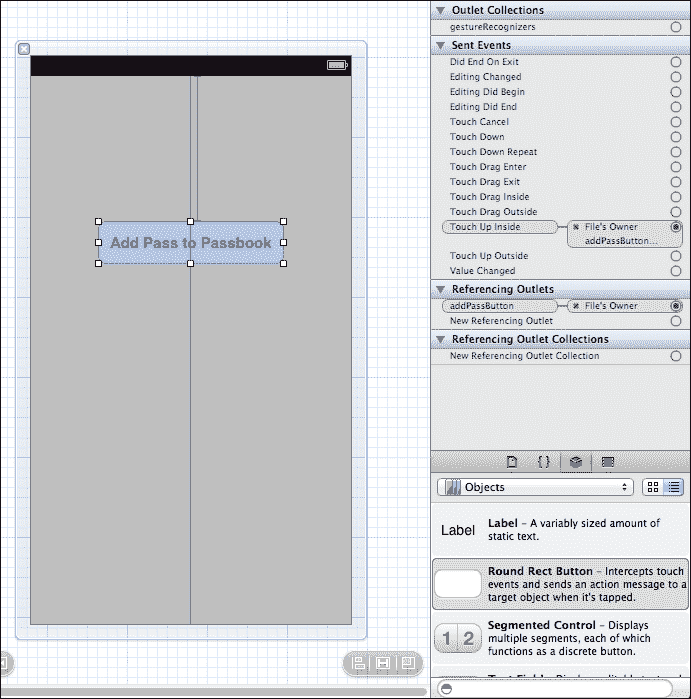 Add Pass to Passbook
Outlet Collections
gestureRecognizers
Sent Events
Did End On Exit
Editing Changed
Editing Did Begin
Editing Did End
Touch Cancel
Touch Down
Touch Down Repeat
Touch Drag Enter
Touch Drag Exit
Touch Drag Inside
Touch Drag Outside
Touch Up Inside File's Owner
addPassButton...
Touch Up Outside
Value Changed
Referencing Outlets
addPassButton File's Owner
New Referencing Outlet
Referencing Outlet Collections
New Referencing Outlet Collection
{}
Objects
Label
Label – A variably sized amount of
static text.
Round Rect Button – Intercepts touch
events and sends an action message to a
target object when it's tapped.
1 2
Segmented Control – Displays
multiple segments, each of which
functions as a discrete button.